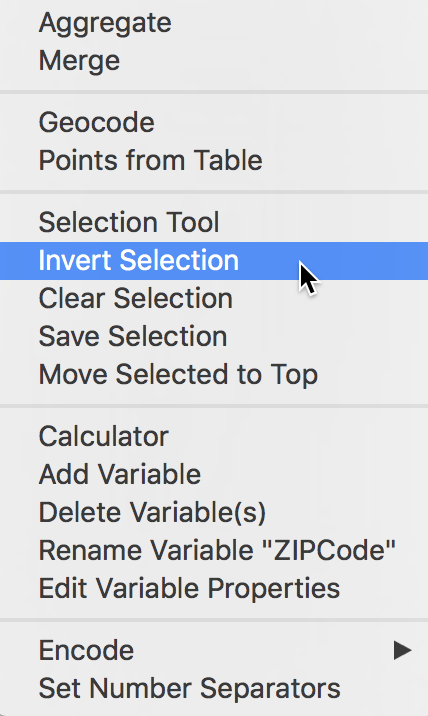 Aggregate
Merge
Geocode
Points from Table
Selection Tool
Invert Selection
Clear Selection
Save Selection
Move Selected to Top
Calculator
Add Variable
Delete Variable(s)
Rename Variable "ZIPCode"
Edit Variable Properties
Encode
Set Number Separators